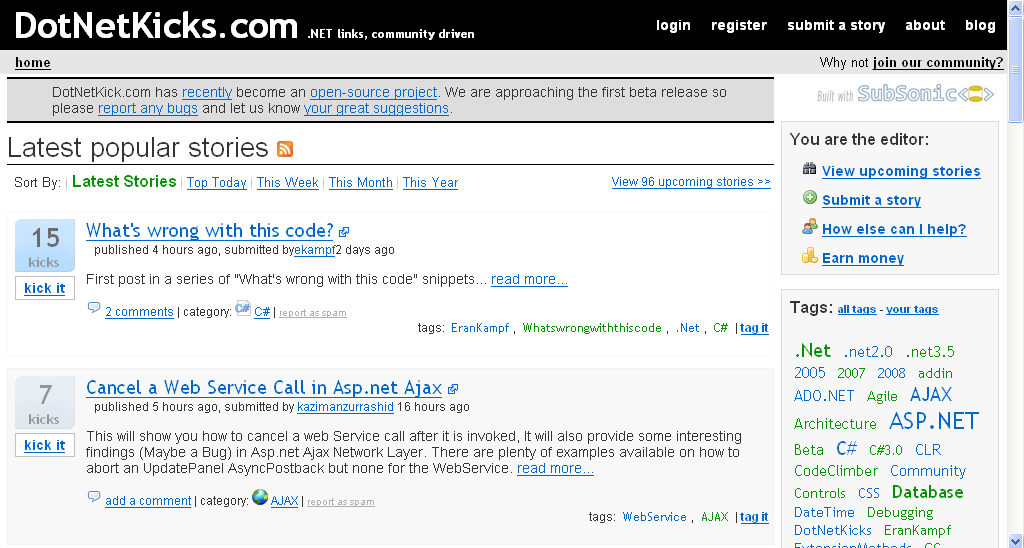 DotNetKicks.com .NET links, community driven
login register submit a story about blog
home
Why not join our community?
DotNetKick.com has recently become an open-source project. We are approaching the first beta release so
please report any bugs and let us know your great suggestions.
Built with SubSonic
Latest popular stories
Sort By: | Latest Stories | Top Today | This Week | This Month | This Year
View 96 upcoming stories >>
15
kicks
kick it
What's wrong with this code?
published 4 hours ago, submitted byekampf2 days ago
First post in a series of "What's wrong with this code" snippets... read more...
2 comments | category: C# C# | report as spam
tags: EranKampf , Whatswrongwiththiscode , .Net , C# | tag it
7
kicks
kick it
Cancel a Web Service Call in Asp.net Ajax
published 5 hours ago, submitted by kazimanzurrashid 16 hours ago
This will show you how to cancel a web Service call after it is invoked, It will also provide some interesting
findings (Maybe a Bug) in Asp.net Ajax Network Layer. There are plenty of examples available on how to
abort an UpdatePanel AsyncPostback but none for the WebService. read more...
add a comment | category: AJAX | report as spam
tags: WebService , AJAX | tag it
You are the editor:
View upcoming stories
Submit a story
How else can I help?
Earn money
Tags: all tags - your tags
.Net .net2.0 .net3.5
2005 2007 2008 addin
ADO.NET Agile AJAX
Architecture ASP.NET
Beta C# C#3.0 CLR
CodeClimber Community
Controls CSS Database
DateTime Debugging
DotNetKicks EranKampf
ExtensionMethods GC